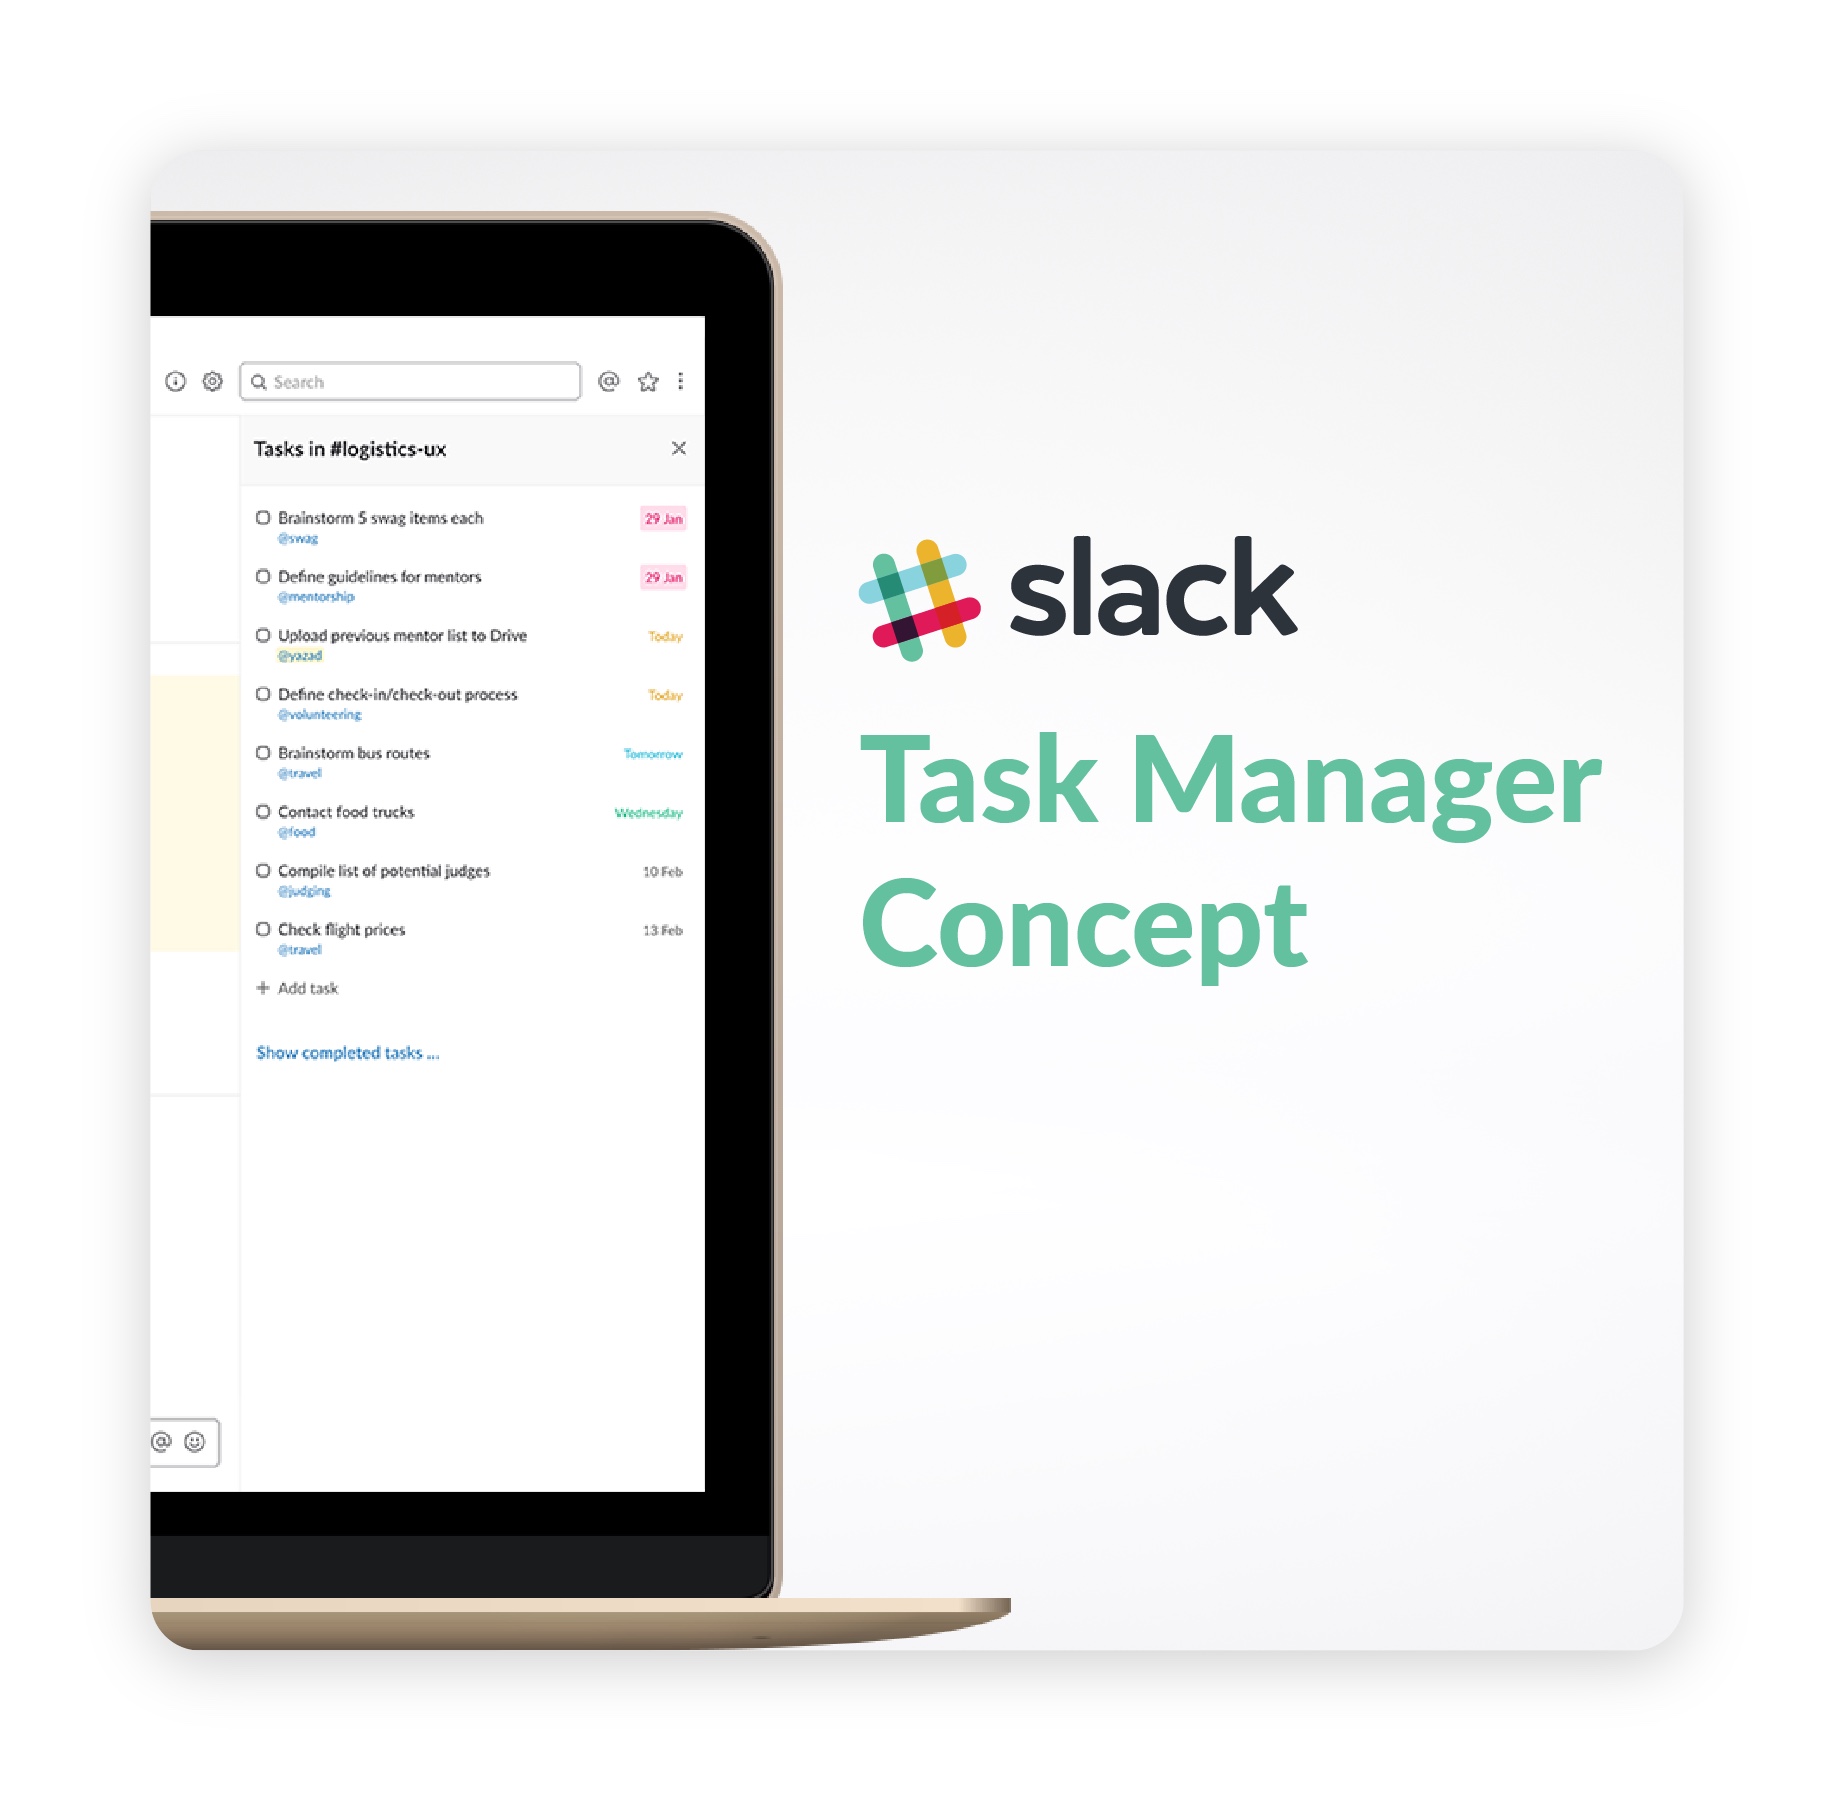 Search
Tasks in #logistics-ux
Brainstorm 5 swag items each
29 Jan
@swag
Define guidelines for mentors
29 Jan
@mentorship
Upload previous mentor list to Drive
Today
@yazad
Define check-in/check-out process
Today
@volunteering
Brainstorm bus routes
Tomorrow
@travel
Contact food trucks
Wednesday
@food
Compile list of potential judges
10 Feb
@judging
Check flight prices
13 Feb
@travel
+ Add task
Show completed tasks ...
slack
Task Manager
Concept